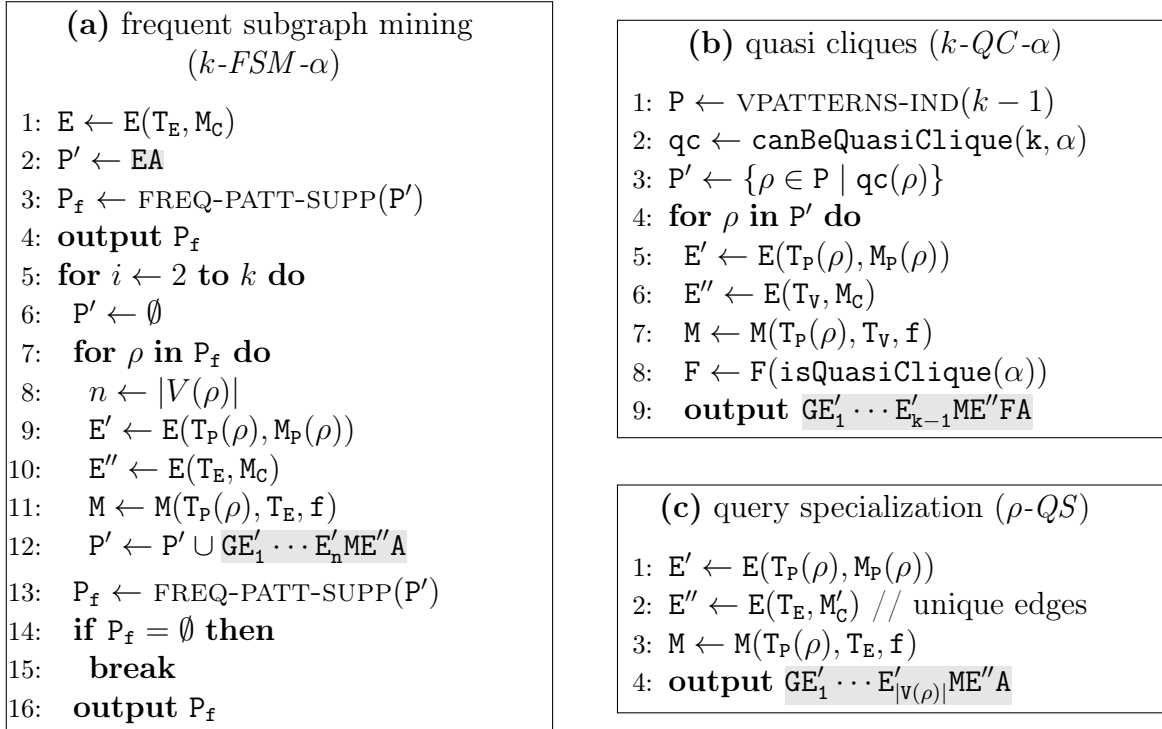 (a) frequent subgraph mining
(k-FSM-α)
1: E ← E(T_E, M_C)
2: P′ ← EA
3: P_f ← FREQ-PATT-SUPP(P′)
4: output P_f
5: for i ← 2 to k do
6: P′ ← ∅
7: for ρ in P_f do
8: n ← |V(ρ)|
9: E′ ← E(T_P(ρ), M_P(ρ))
10: E″ ← E(T_E, M_C)
11: M ← M(T_P(ρ), T_E, f)
12: P′ ← P′ ∪ GE′_1 ··· E′_n ME″A
13: P_f ← FREQ-PATT-SUPP(P′)
14: if P_f = ∅ then
15: break
16: output P_f
(b) quasi cliques (k-QC-α)
1: P ← VPATTERNS-IND(k − 1)
2: qc ← canBeQuasiClique(k, α)
3: P′ ← {ρ ∈ P | qc(ρ)}
4: for ρ in P′ do
5: E′ ← E(T_P(ρ), M_P(ρ))
6: E″ ← E(T_V, M_C)
7: M ← M(T_P(ρ), T_V, f)
8: F ← F(isQuasiClique(α))
9: output GE′_1 ··· E′_{k−1} ME″FA
(c) query specialization (ρ-QS)
1: E′ ← E(T_P(ρ), M_P(ρ))
2: E″ ← E(T_E, M′_C) // unique edges
3: M ← M(T_P(ρ), T_E, f)
4: output GE′_1 ··· E′_{|V(ρ)|} ME″A